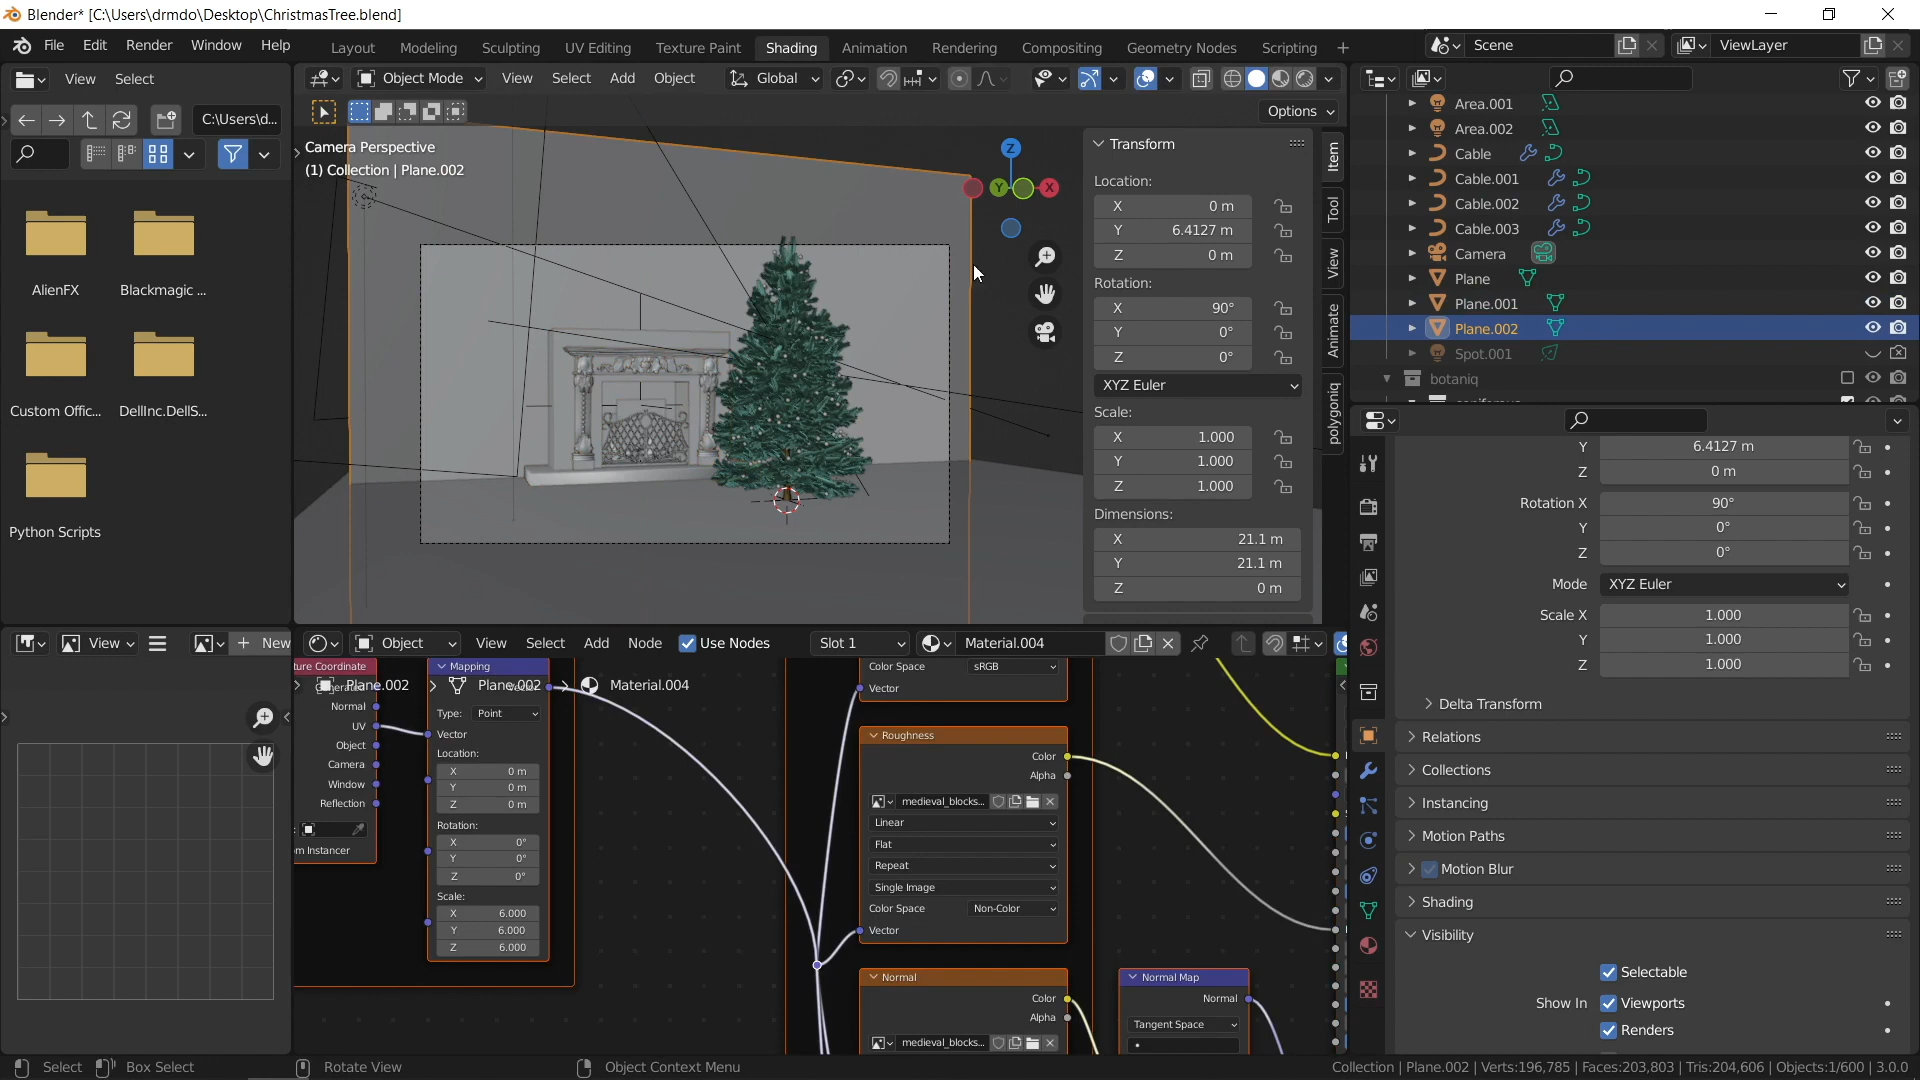 Blender* [C:\Users\drmdo\Desktop\ChristmasTree.blend]
File Edit Render Window Help
Layout Modeling Sculpting UV Editing Texture Paint Shading Animation Rendering Compositing Geometry Nodes Scripting
Scene
ViewLayer
View Select
Object Mode View Select Add Object Global
C:\Users\d...
Options
Camera Perspective
(1) Collection | Plane.002
Z
Y
X
AlienFX
Blackmagic ...
Custom Offic...
DellInc.DellS...
Python Scripts
Transform
Location:
X 0 m
Y 6.4127 m
Z 0 m
Rotation:
X 90°
Y 0°
Z 0°
XYZ Euler
Scale:
X 1.000
Y 1.000
Z 1.000
Dimensions:
X 21.1 m
Y 21.1 m
Z 0 m
Item
Tool
View
Animate
polygoniq
Area.001
Area.002
Cable
Cable.001
Cable.002
Cable.003
Camera
Plane
Plane.001
Plane.002
Spot.001
botaniq
Y 6.4127 m
Z 0 m
Rotation X 90°
Y 0°
Z 0°
Mode XYZ Euler
Scale X 1.000
Y 1.000
Z 1.000
Delta Transform
Relations
Collections
Instancing
Motion Paths
Motion Blur
Shading
Visibility
Selectable
Show In Viewports
Renders
View
New
Object View Select Add Node Use Nodes Slot 1 Material.004
Plane.002 Plane.002 Material.004
ture Coordinate
Normal
UV
Object
Camera
Window
Reflection
om Instancer
Mapping
Type: Point
Vector
Location:
X 0 m
Y 0 m
Z 0 m
Rotation:
X 0°
Y 0°
Z 0°
Scale:
X 6.000
Y 6.000
Z 6.000
Color Space sRGB
Vector
Roughness
Color
Alpha
medieval_blocks...
Linear
Flat
Repeat
Single Image
Color Space Non-Color
Vector
Normal
Color
Alpha
medieval_blocks...
Normal Map
Normal
Tangent Space
Select Box Select Rotate View Object Context Menu
Collection | Plane.002 | Verts:196,785 | Faces:203,803 | Tris:204,606 | Objects:1/600 | 3.0.0